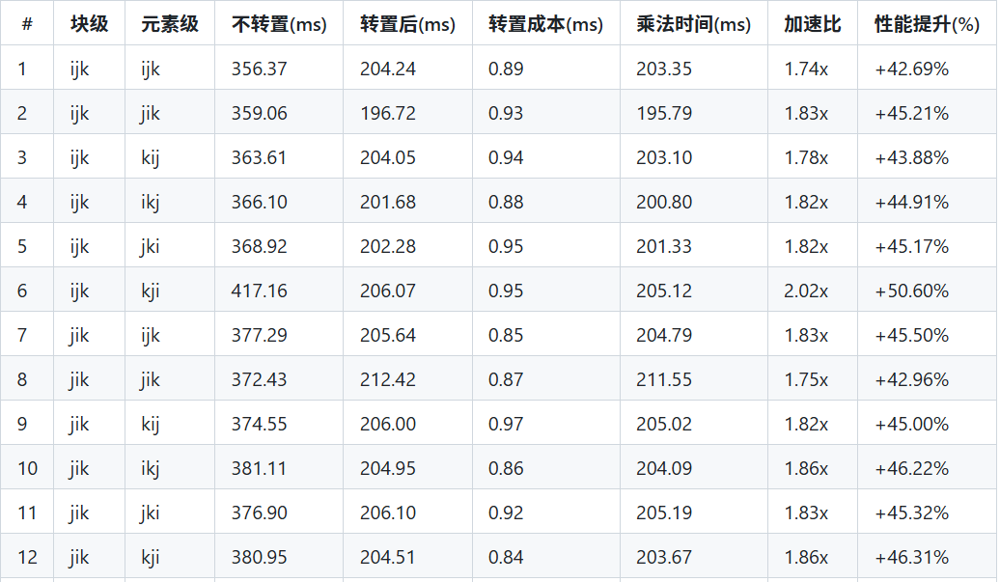 # 块级 元素级 不转置(ms) 转置后(ms) 转置成本(ms) 乘法时间(ms) 加速比 性能提升(%)
1 ijk ijk 356.37 204.24 0.89 203.35 1.74x +42.69%
2 ijk jik 359.06 196.72 0.93 195.79 1.83x +45.21%
3 ijk kij 363.61 204.05 0.94 203.10 1.78x +43.88%
4 ijk ikj 366.10 201.68 0.88 200.80 1.82x +44.91%
5 ijk jki 368.92 202.28 0.95 201.33 1.82x +45.17%
6 ijk kji 417.16 206.07 0.95 205.12 2.02x +50.60%
7 jik ijk 377.29 205.64 0.85 204.79 1.83x +45.50%
8 jik jik 372.43 212.42 0.87 211.55 1.75x +42.96%
9 jik kij 374.55 206.00 0.97 205.02 1.82x +45.00%
10 jik ikj 381.11 204.95 0.86 204.09 1.86x +46.22%
11 jik jki 376.90 206.10 0.92 205.19 1.83x +45.32%
12 jik kji 380.95 204.51 0.84 203.67 1.86x +46.31%